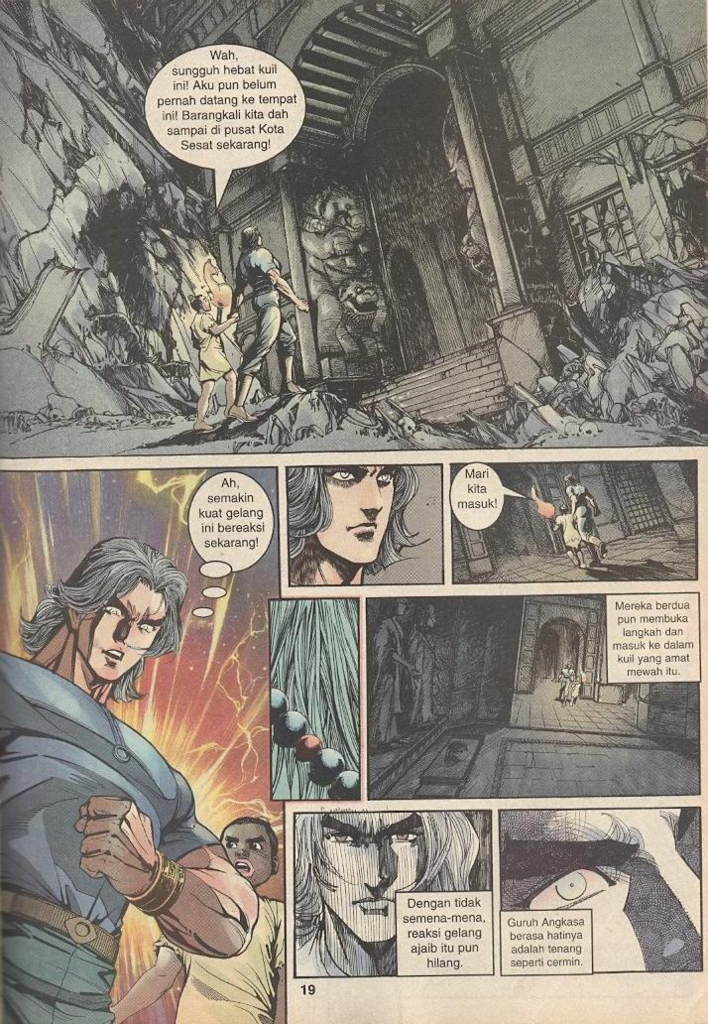 Wah,
sungguh hebat kuil
ini! Aku pun belum
pernah datang ke tempat
ini! Barangkali kita dah
sampai di pusat Kota
Sesat sekarang!
Ah,
semakin
kuat gelang
ini bereaksi
sekarang!
Mari
kita
masuk!
Mereka berdua
pun membuka
langkah dan
masuk ke dalam
kuil yang amat
mewah itu.
Dengan tidak
semena-mena,
reaksi gelang
ajaib itu pun
hilang.
Guruh Angkasa
berasa hatinya
adalah tenang
seperti cermin.
19